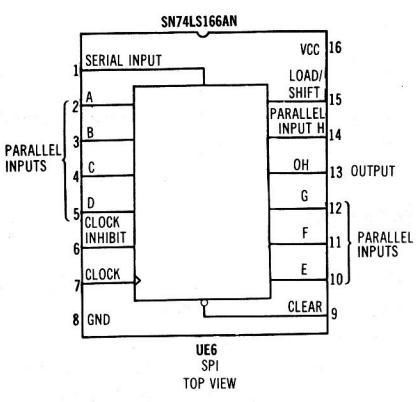 SN74LS166AN
VCC 16
1 SERIAL INPUT
LOAD/
SHIFT 15
2 A
PARALLEL
INPUT H 14
3 B
PARALLEL
INPUTS
4 C
OH 13 OUTPUT
5 D
G 12
CLOCK
INHIBIT
6
F 11
PARALLEL
INPUTS
7 CLOCK
E 10
8 GND
CLEAR 9
UE6
SPI
TOP VIEW